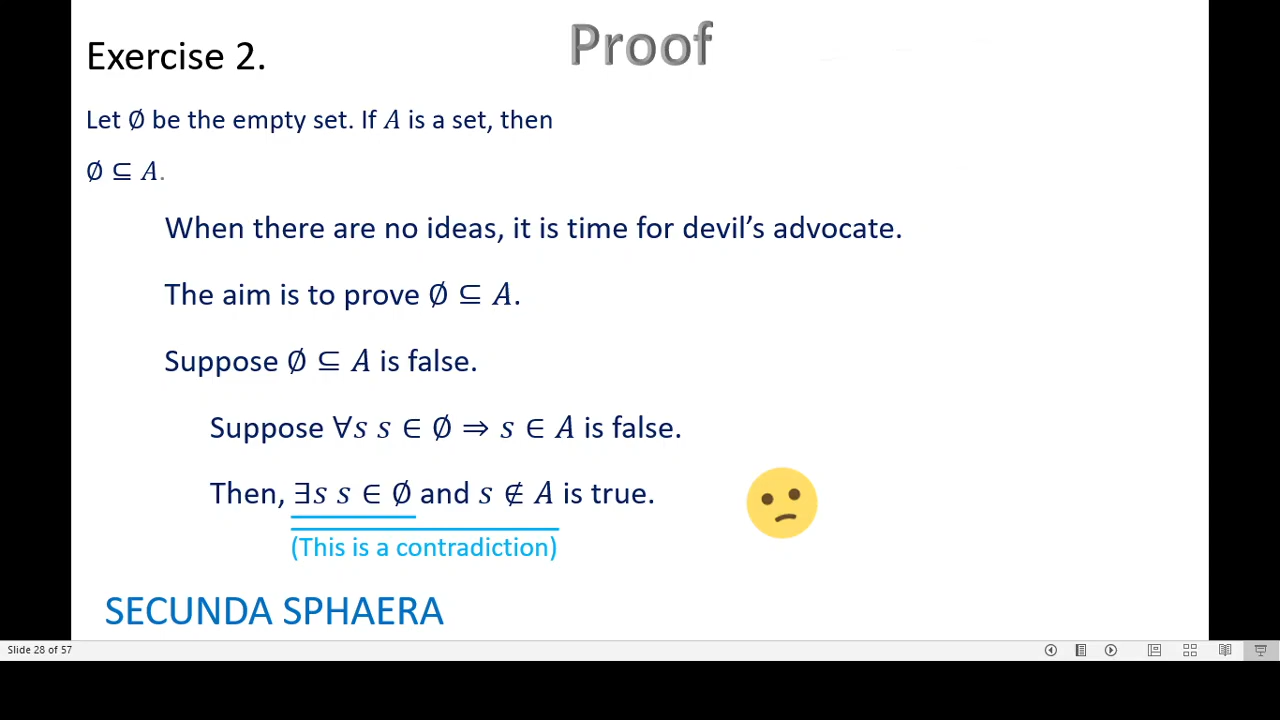 Proof
Exercise 2.
Let ∅ be the empty set. If A is a set, then
∅ ⊆ A.
When there are no ideas, it is time for devil’s advocate.
The aim is to prove ∅ ⊆ A.
Suppose ∅ ⊆ A is false.
Suppose ∀s s ∈ ∅ ⇒ s ∈ A is false.
Then, ∃s s ∈ ∅ and s ∉ A is true.
(This is a contradiction)
SECUNDA SPHAERA
Slide 28 of 57